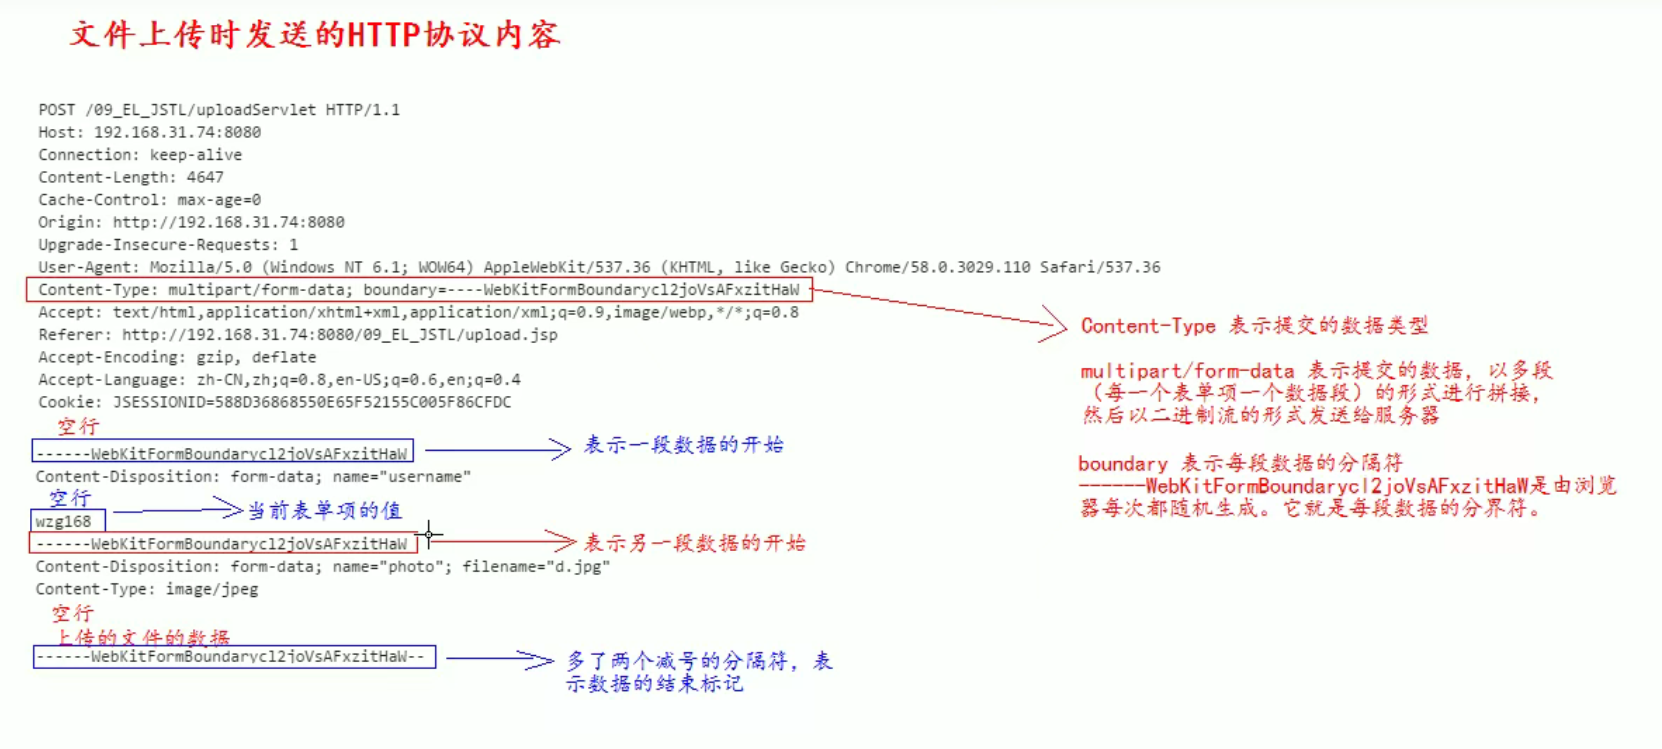 文件上传时发送的HTTP协议内容
POST /09_EL_JSTL/uploadServlet HTTP/1.1
Host: 192.168.31.74:8080
Connection: keep-alive
Content-Length: 4647
Cache-Control: max-age=0
Origin: http://192.168.31.74:8080
Upgrade-Insecure-Requests: 1
User-Agent: Mozilla/5.0 (Windows NT 6.1; WOW64) AppleWebKit/537.36 (KHTML, like Gecko) Chrome/58.0.3029.110 Safari/537.36
Content-Type: multipart/form-data; boundary=----WebKitFormBoundarycl2joVsAFxzitHaW
Accept: text/html,application/xhtml+xml,application/xml;q=0.9,image/webp,*/*;q=0.8
Referer: http://192.168.31.74:8080/09_EL_JSTL/upload.jsp
Accept-Encoding: gzip, deflate
Accept-Language: zh-CN,zh;q=0.8,en-US;q=0.6,en;q=0.4
Cookie: JSESSIONID=588D36868550E65F52155C005F86CFDC
空行
------WebKitFormBoundarycl2joVsAFxzitHaW
表示一段数据的开始
Content-Disposition: form-data; name="username"
空行
wzg168
当前表单项的值
------WebKitFormBoundarycl2joVsAFxzitHaW
表示另一段数据的开始
Content-Disposition: form-data; name="photo"; filename="d.jpg"
Content-Type: image/jpeg
空行
上传的文件的数据
------WebKitFormBoundarycl2joVsAFxzitHaW--
多了两个减号的分隔符，表
示数据的结束标记
Content-Type 表示提交的数据类型
multipart/form-data 表示提交的数据，以多段
（每一个表单项一个数据段）的形式进行拼接，
然后以二进制流的形式发送给服务器
boundary 表示每段数据的分隔符
------WebKitFormBoundarycl2joVsAFxzitHaW是由浏览
器每次都随机生成。它就是每段数据的分界符。